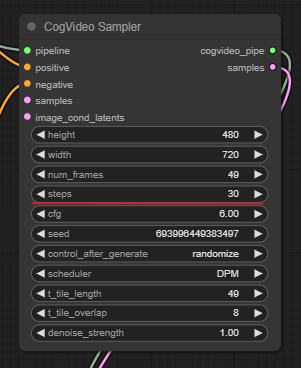 CogVideo Sampler
pipeline cogvideo_pipe
positive samples
negative
samples
image_cond_latents
height 480
width 720
num_frames 49
steps 30
cfg 6.00
seed 693996449383497
control_after_generate randomize
scheduler DPM
t_tile_length 49
t_tile_overlap 8
denoise_strength 1.00